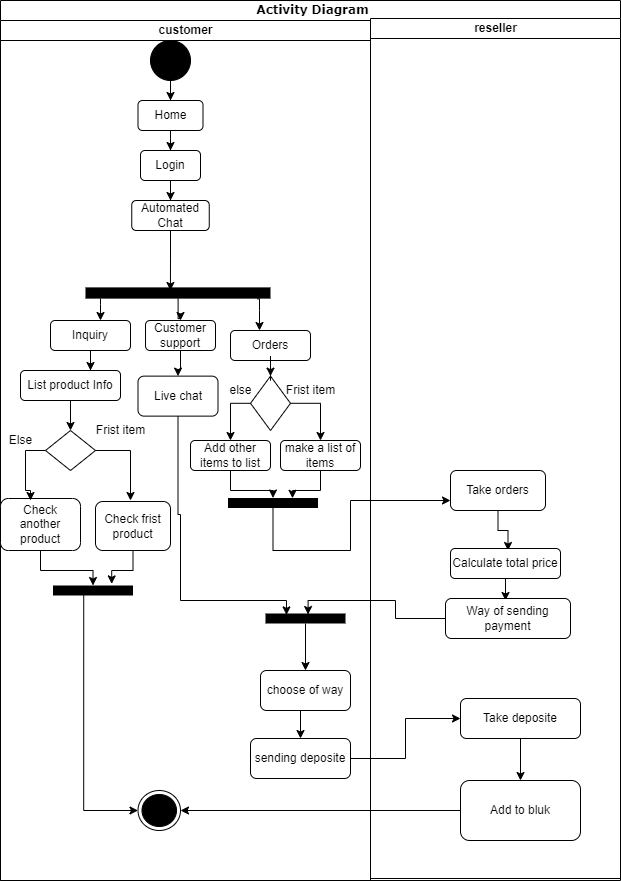 Activity Diagram
customer
reseller
Home
Login
Automated
Chat
Inquiry
Customer
support
Orders
List product Info
Live chat
else
Frist item
Else
Frist item
Add other
items to list
make a list of
items
Check
another
product
Check frist
product
Take orders
Calculate total price
Way of sending
payment
choose of way
sending deposite
Take deposite
Add to bluk